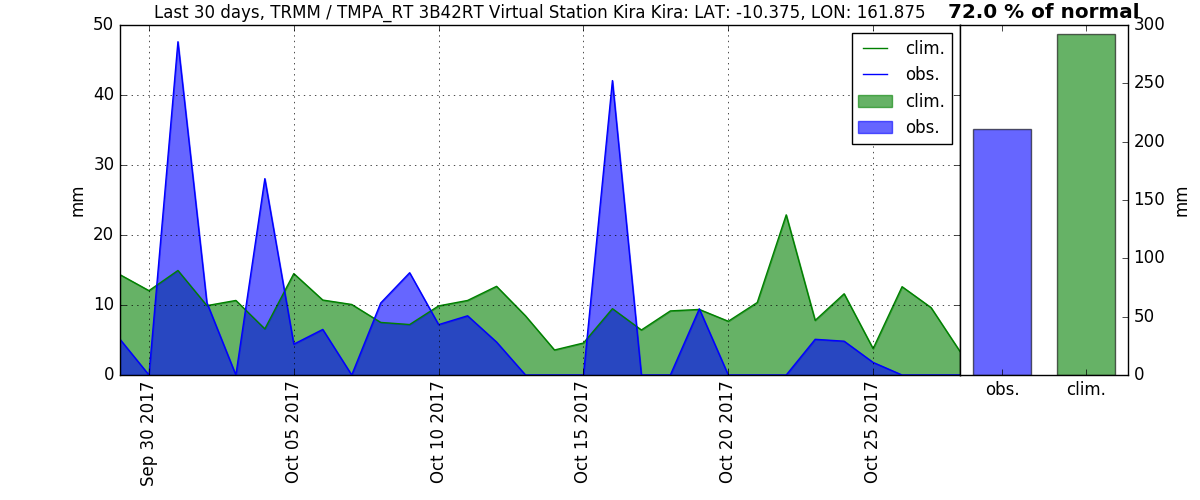 Last 30 days, TRMM / TMPA_RT 3B42RT Virtual Station Kira Kira: LAT: -10.375, LON: 161.875
72.0 % of normal
50
40
30
20
10
0
mm
clim.
obs.
clim.
obs.
300
250
200
150
100
50
0
mm
Sep 30 2017
Oct 05 2017
Oct 10 2017
Oct 15 2017
Oct 20 2017
Oct 25 2017
obs.
clim.